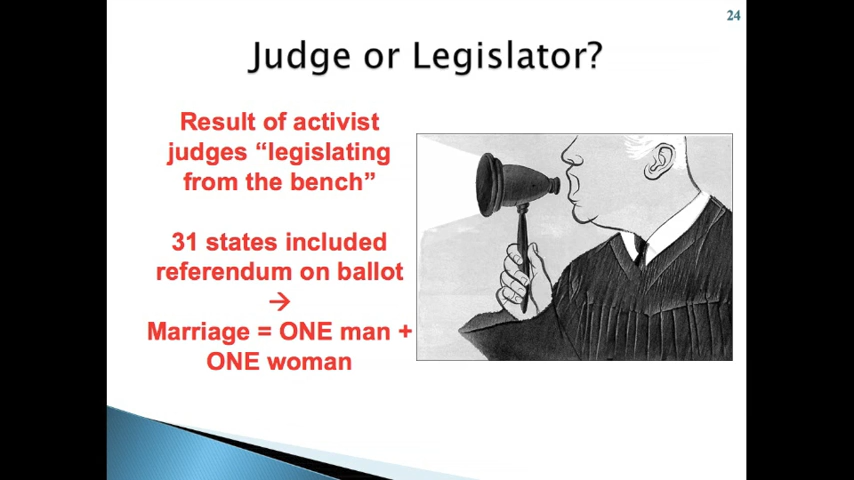 24
Judge or Legislator?
Result of activist
judges “legislating
from the bench”
31 states included
referendum on ballot
→
Marriage = ONE man +
ONE woman